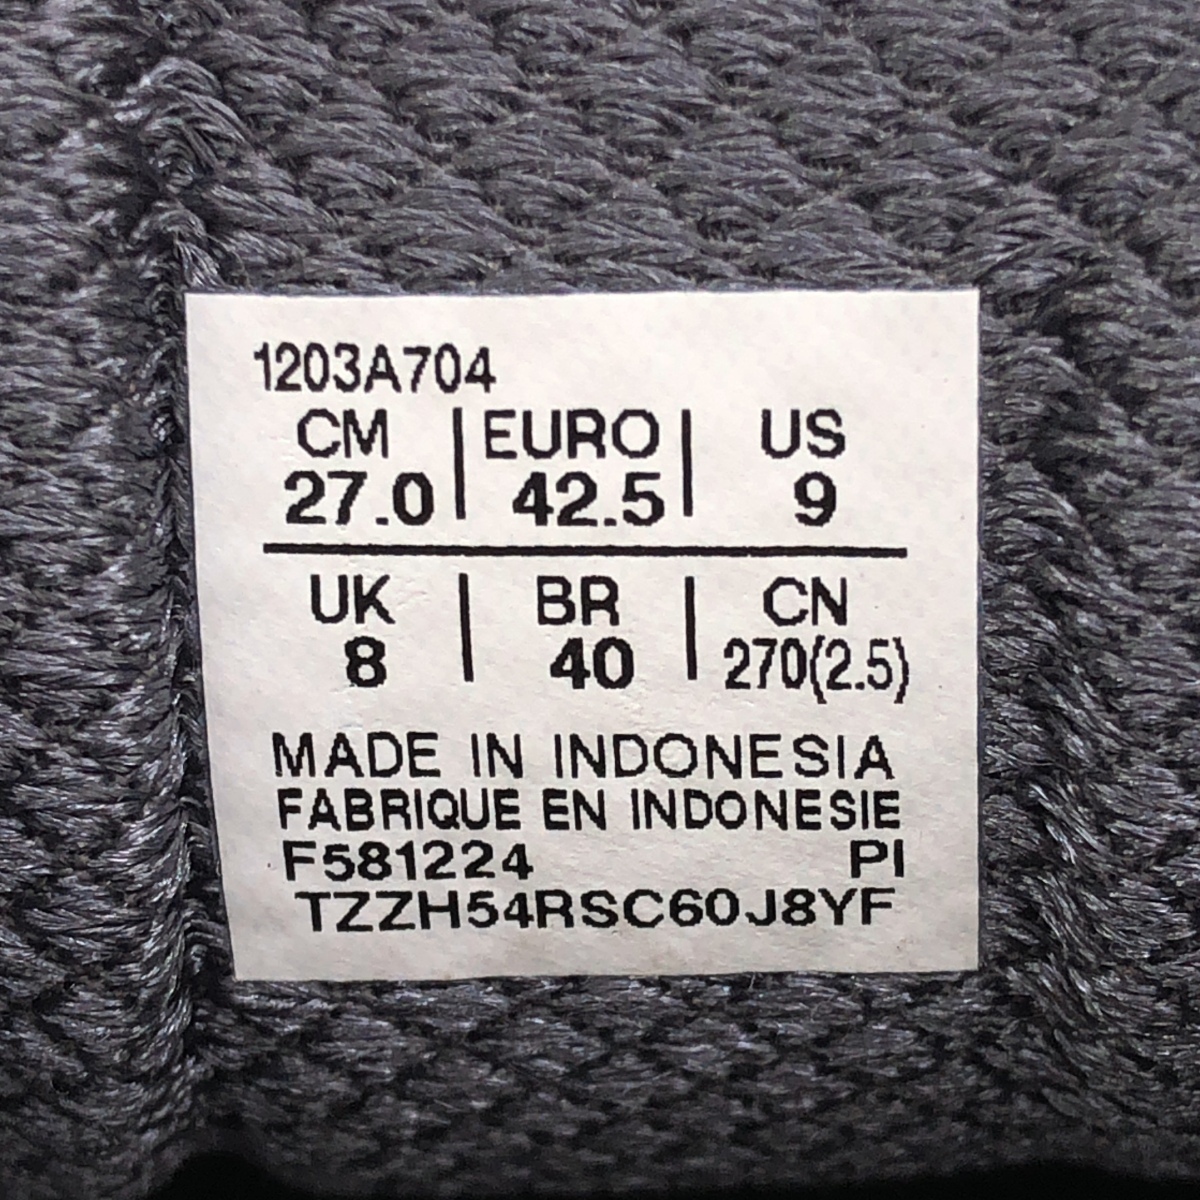 1203A704
CM | EURO | US
27.0 | 42.5 | 9
UK | BR | CN
8 | 40 | 270(2.5)
MADE IN INDONESIA
FABRIQUE EN INDONESIE
F581224 PI
TZZH54RSC60J8YF